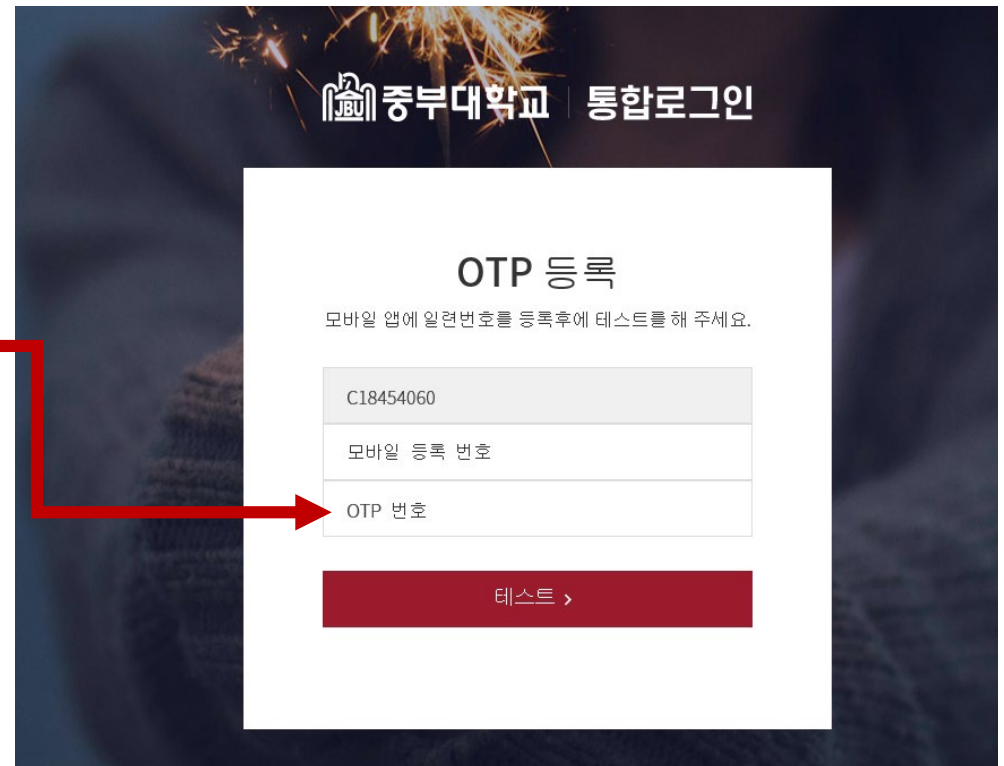 JBU 중부대학교 | 통합로그인
OTP 등록
모바일 앱에 일련번호를 등록후에 테스트를 해 주세요.
C18454060
모바일 등록 번호
OTP 번호
테스트 >